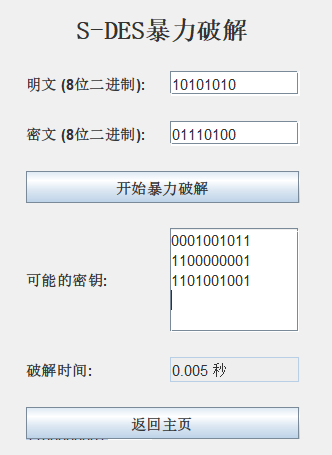 S-DES暴力破解
明文 (8位二进制): 10101010
密文 (8位二进制): 01110100
开始暴力破解
可能的密钥:
0001001011
1100000001
1101001001
破解时间: 0.005 秒
返回主页